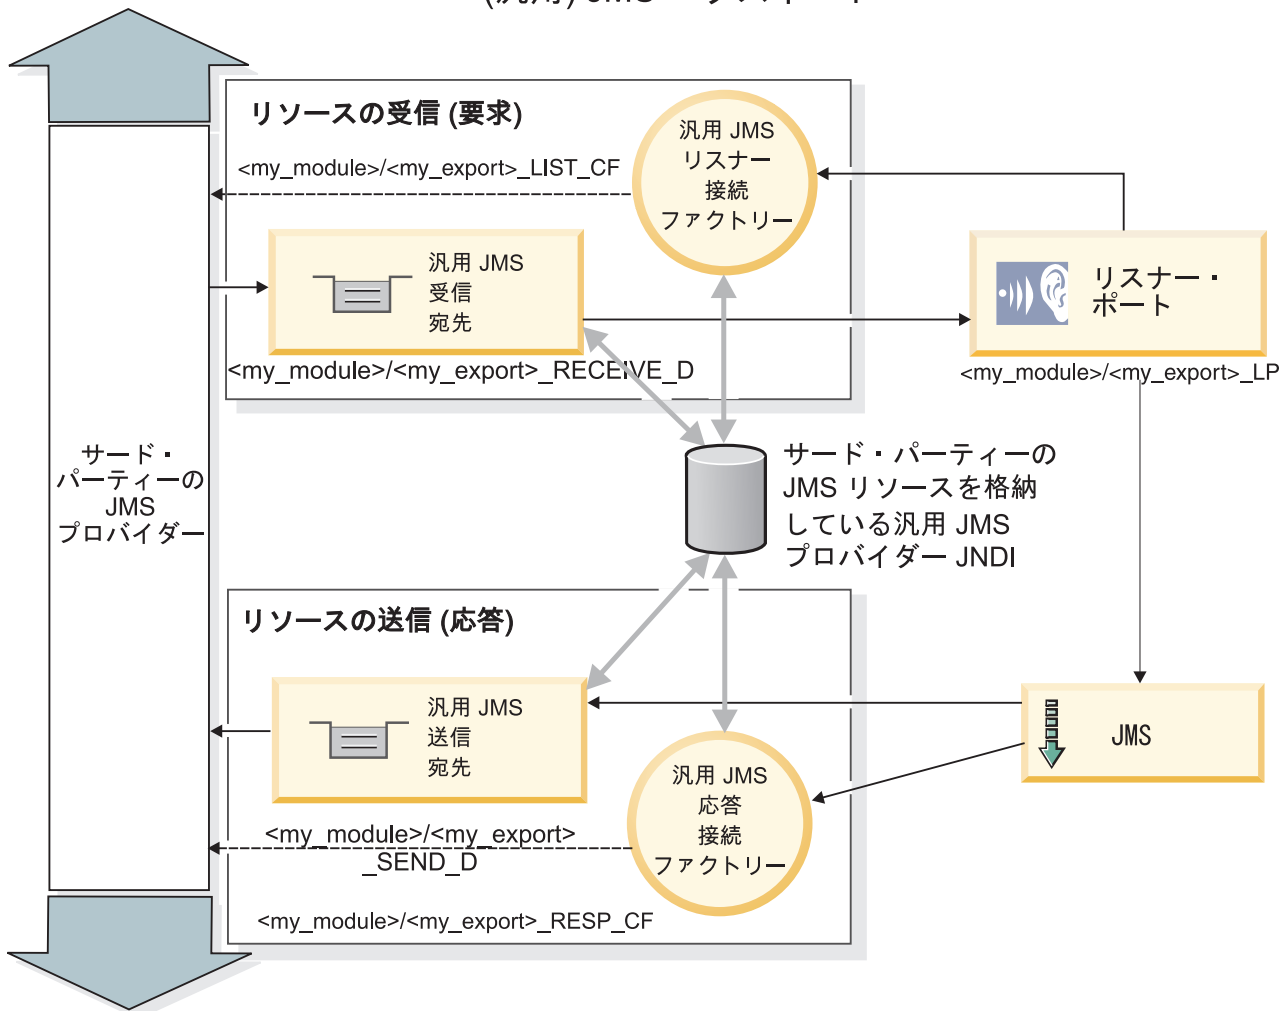 リソースの受信 (要求)
<my_module>/<my_export>_LIST_CF
汎用 JMS
リスナー
接続
ファクトリー
汎用 JMS
受信
宛先
<my_module>/<my_export>_RECEIVE_D
リスナー・
ポート
<my_module>/<my_export>_LP
サード・
パーティーの
JMS
プロバイダー
サード・パーティーの
JMS リソースを格納
している汎用 JMS
プロバイダー JNDI
リソースの送信 (応答)
汎用 JMS
送信
宛先
<my_module>/<my_export>
_SEND_D
汎用 JMS
応答
接続
ファクトリー
<my_module>/<my_export>_RESP_CF
JMS